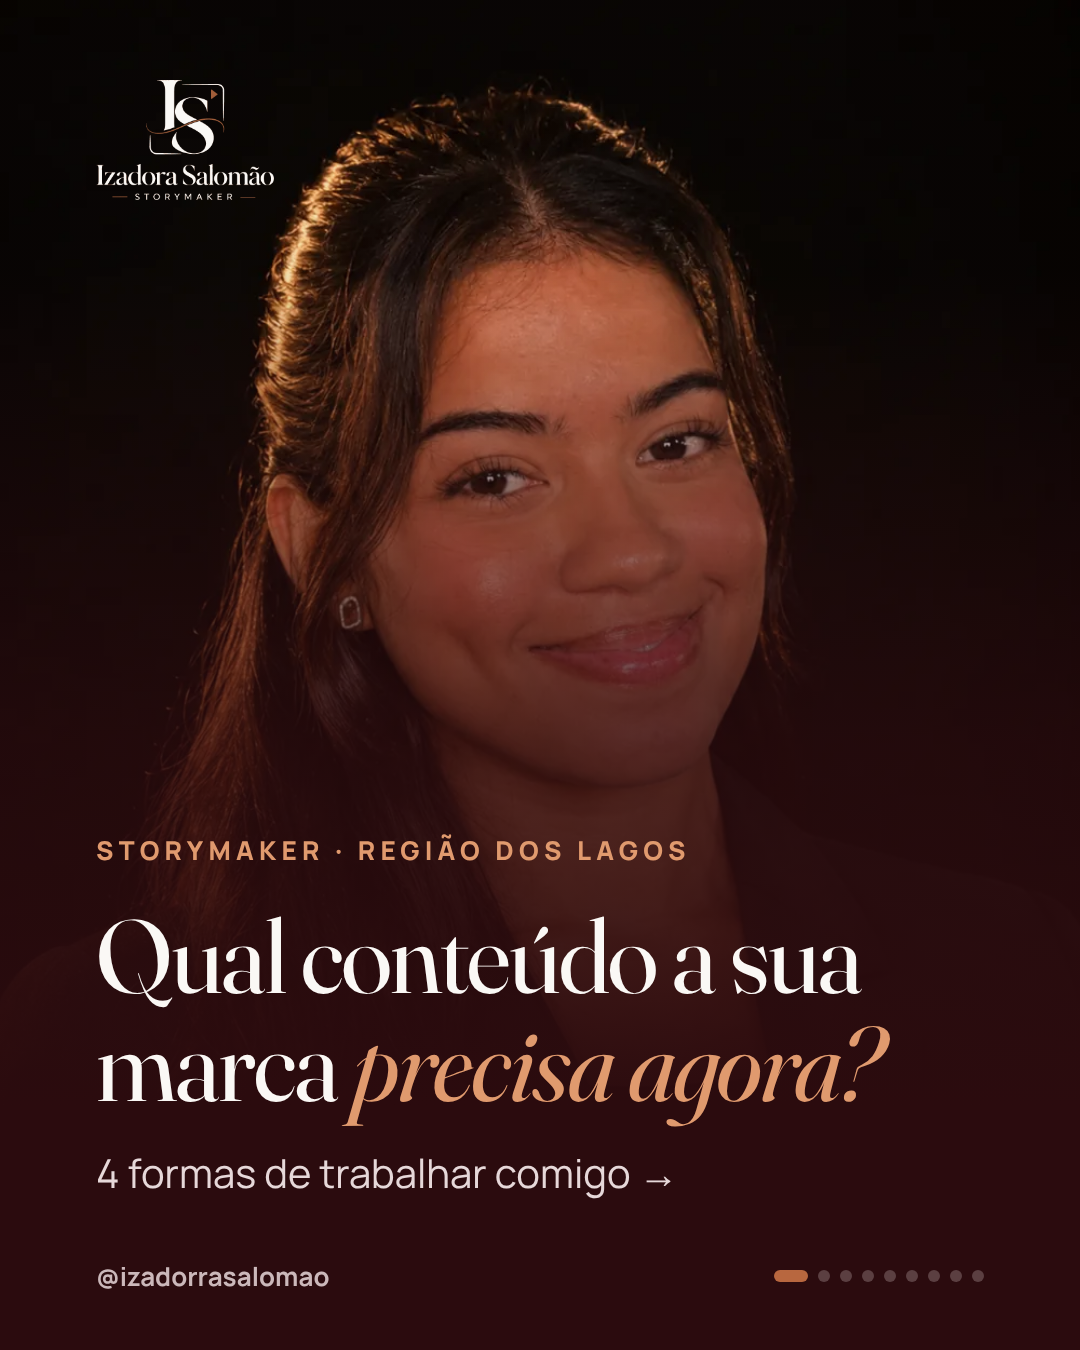 IS
Izadora Salomão
STORYMAKER
STORYMAKER · REGIÃO DOS LAGOS
Qual conteúdo a sua
marca precisa agora?
4 formas de trabalhar comigo →
@izadorrasalomao